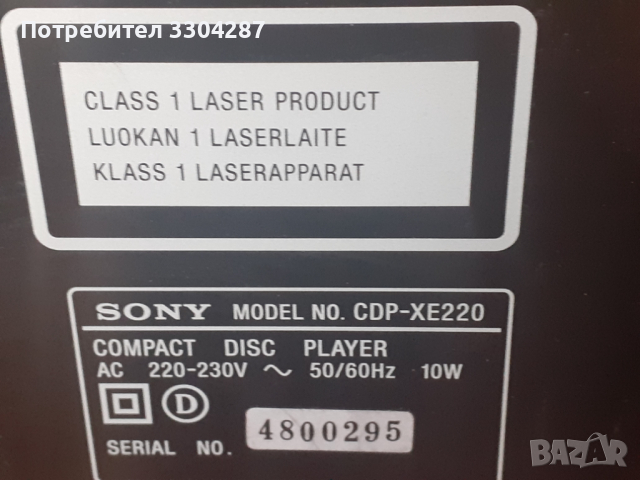 Потребител 3304287
CLASS 1 LASER PRODUCT
LUOKAN 1 LASERLAITE
KLASS 1 LASERAPPARAT
SONY MODEL NO. CDP-XE220
COMPACT DISC PLAYER
AC 220-230V ~ 50/60Hz 10W
D
SERIAL NO. 4800295
BAZAR